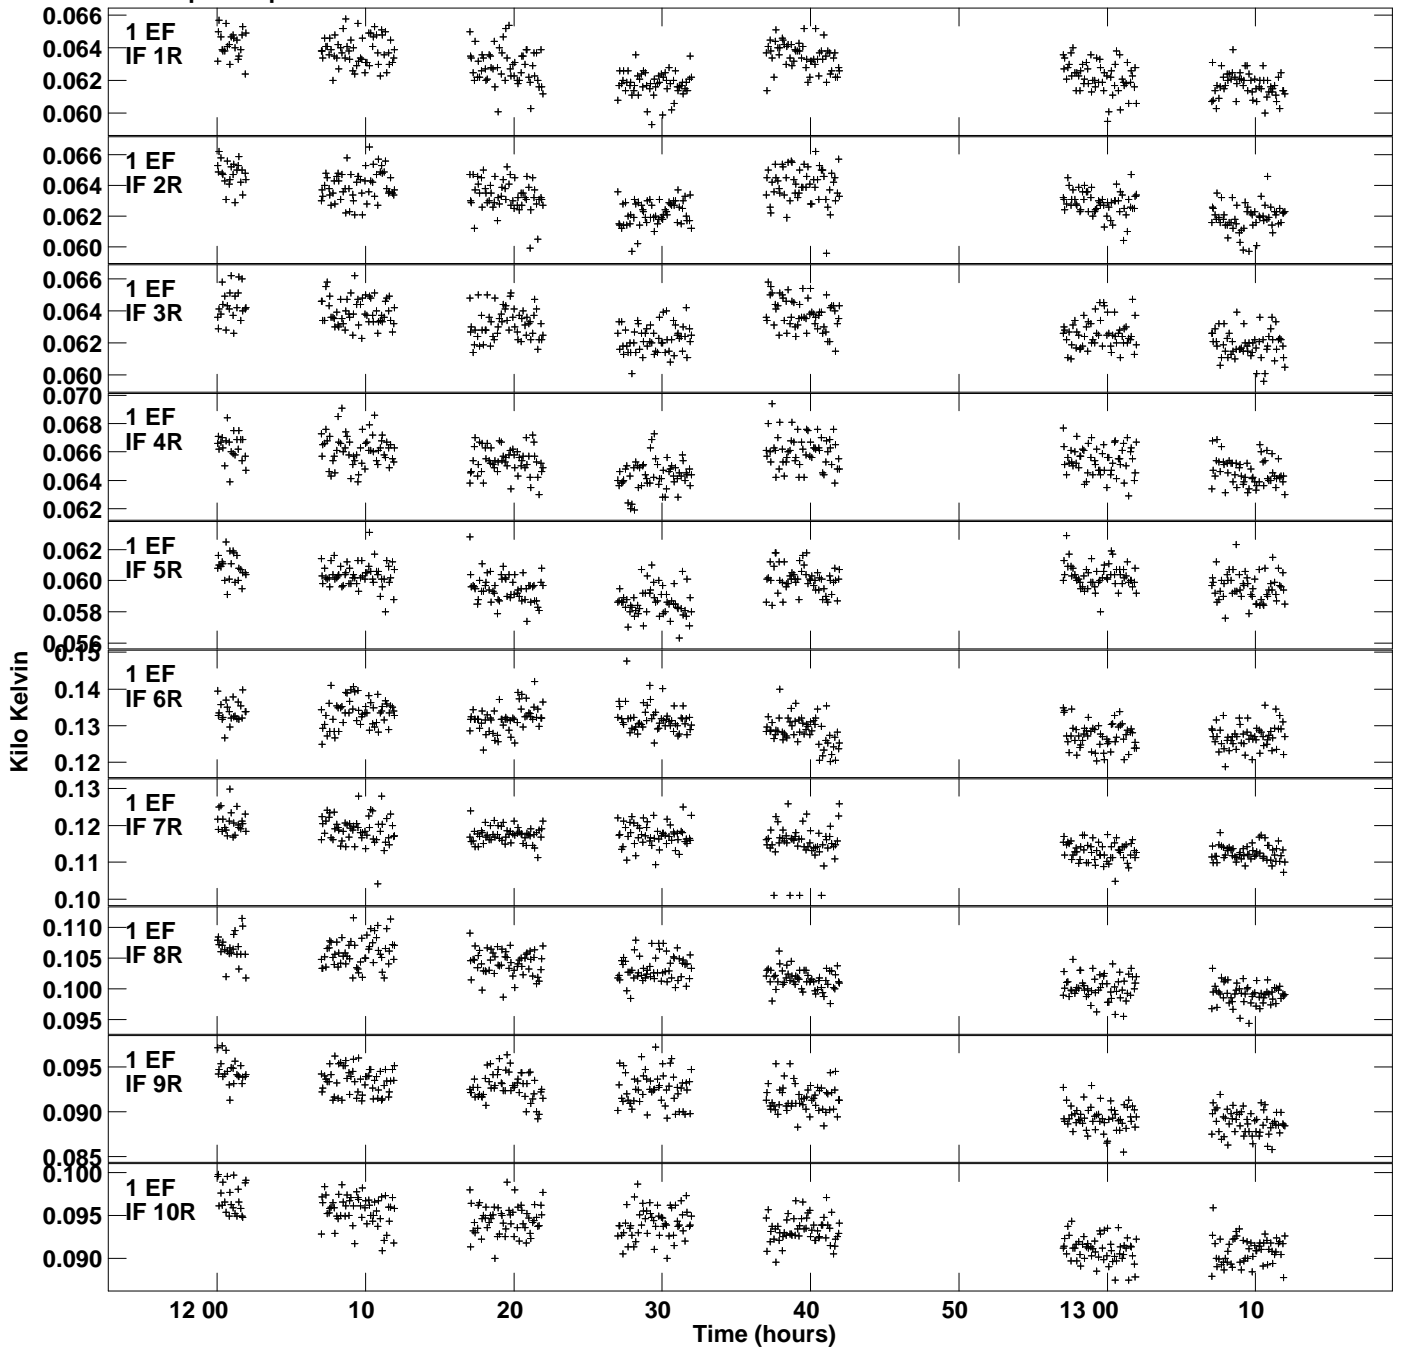 0.066
0.064
0.062
0.060
1 EF
IF 1R
0.066
0.064
0.062
0.060
1 EF
IF 2R
0.066
0.064
0.062
0.060
1 EF
IF 3R
0.070
0.068
0.066
0.064
0.062
1 EF
IF 4R
0.062
0.060
0.058
0.056
1 EF
IF 5R
0.15
0.14
0.13
0.12
1 EF
IF 6R
0.13
0.12
0.11
0.10
1 EF
IF 7R
0.110
0.105
0.100
0.095
1 EF
IF 8R
0.095
0.090
0.085
1 EF
IF 9R
0.100
0.095
0.090
1 EF
IF 10R
Kilo Kelvin
12 00 10 20 30 40 50 13 00 10
Time (hours)